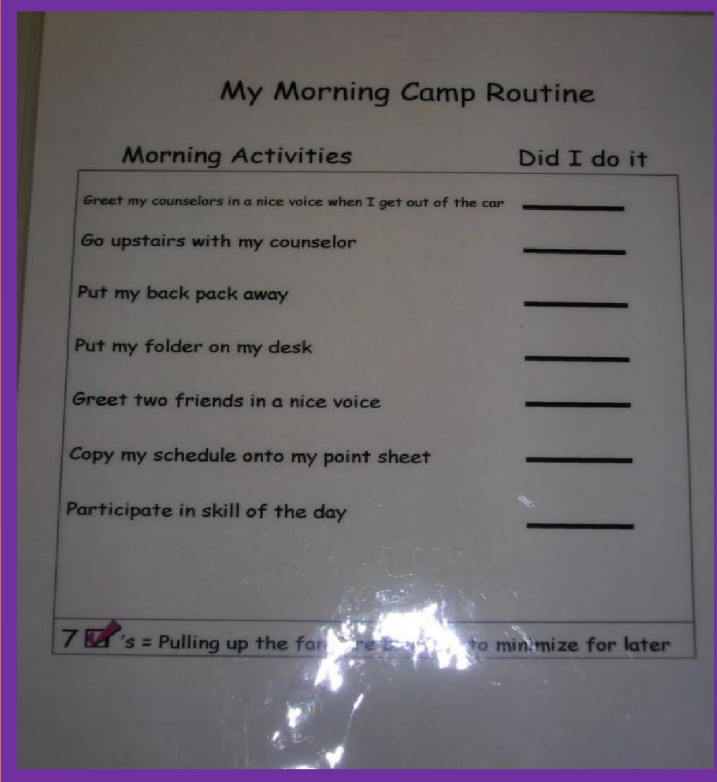 My Morning Camp Routine
Morning Activities Did I do it
Greet my counselors in a nice voice when I get out of the car
Go upstairs with my counselor
Put my back pack away
Put my folder on my desk
Greet two friends in a nice voice
Copy my schedule onto my point sheet
Participate in skill of the day
7 's = Pulling up the to minimize for later